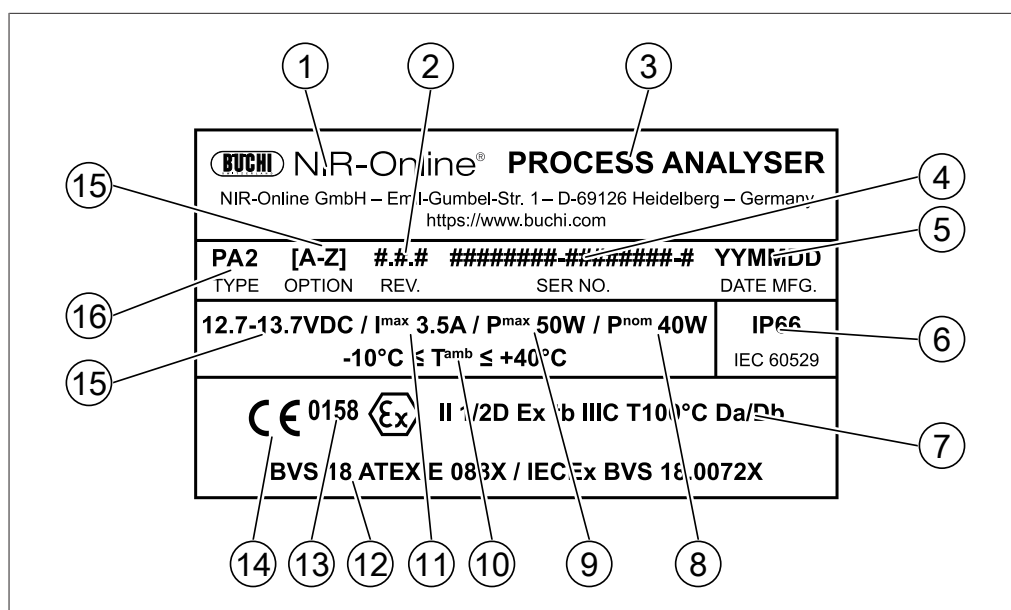 1
2
3
BUCHI NIR-Online® PROCESS ANALYSER
15
4
NIR-Online GmbH – Emil-Gumbel-Str. 1 – D-69126 Heidelberg – Germany
https://www.buchi.com
5
PA2 [A-Z] #.#.# ########-########-# YYMMDD
TYPE OPTION REV. SER NO. DATE MFG.
16
12.7-13.7VDC / Imax 3.5A / Pmax 50W / Pnom 40W IP66
6
-10°C ≤ Tamb ≤ +40°C IEC 60529
15
CE 0158 Ex II 1/2D Ex tb IIIC T100°C Da/Db
7
BVS 18 ATEX E / IECEx BVS 18.0072X
14 13 12 11 10 9 8